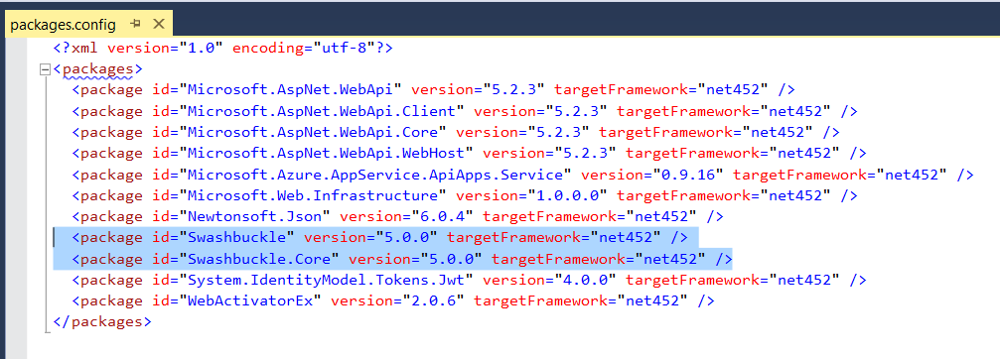 packages.config
<?xml version="1.0" encoding="utf-8"?>
<packages>
<package id="Microsoft.AspNet.WebApi" version="5.2.3" targetFramework="net452" />
<package id="Microsoft.AspNet.WebApi.Client" version="5.2.3" targetFramework="net452" />
<package id="Microsoft.AspNet.WebApi.Core" version="5.2.3" targetFramework="net452" />
<package id="Microsoft.AspNet.WebApi.WebHost" version="5.2.3" targetFramework="net452" />
<package id="Microsoft.Azure.AppService.ApiApps.Service" version="0.9.16" targetFramework="net452" />
<package id="Microsoft.Web.Infrastructure" version="1.0.0.0" targetFramework="net452" />
<package id="Newtonsoft.Json" version="6.0.4" targetFramework="net452" />
<package id="Swashbuckle" version="5.0.0" targetFramework="net452" />
<package id="Swashbuckle.Core" version="5.0.0" targetFramework="net452" />
<package id="System.IdentityModel.Tokens.Jwt" version="4.0.0" targetFramework="net452" />
<package id="WebActivatorEx" version="2.0.6" targetFramework="net452" />
</packages>